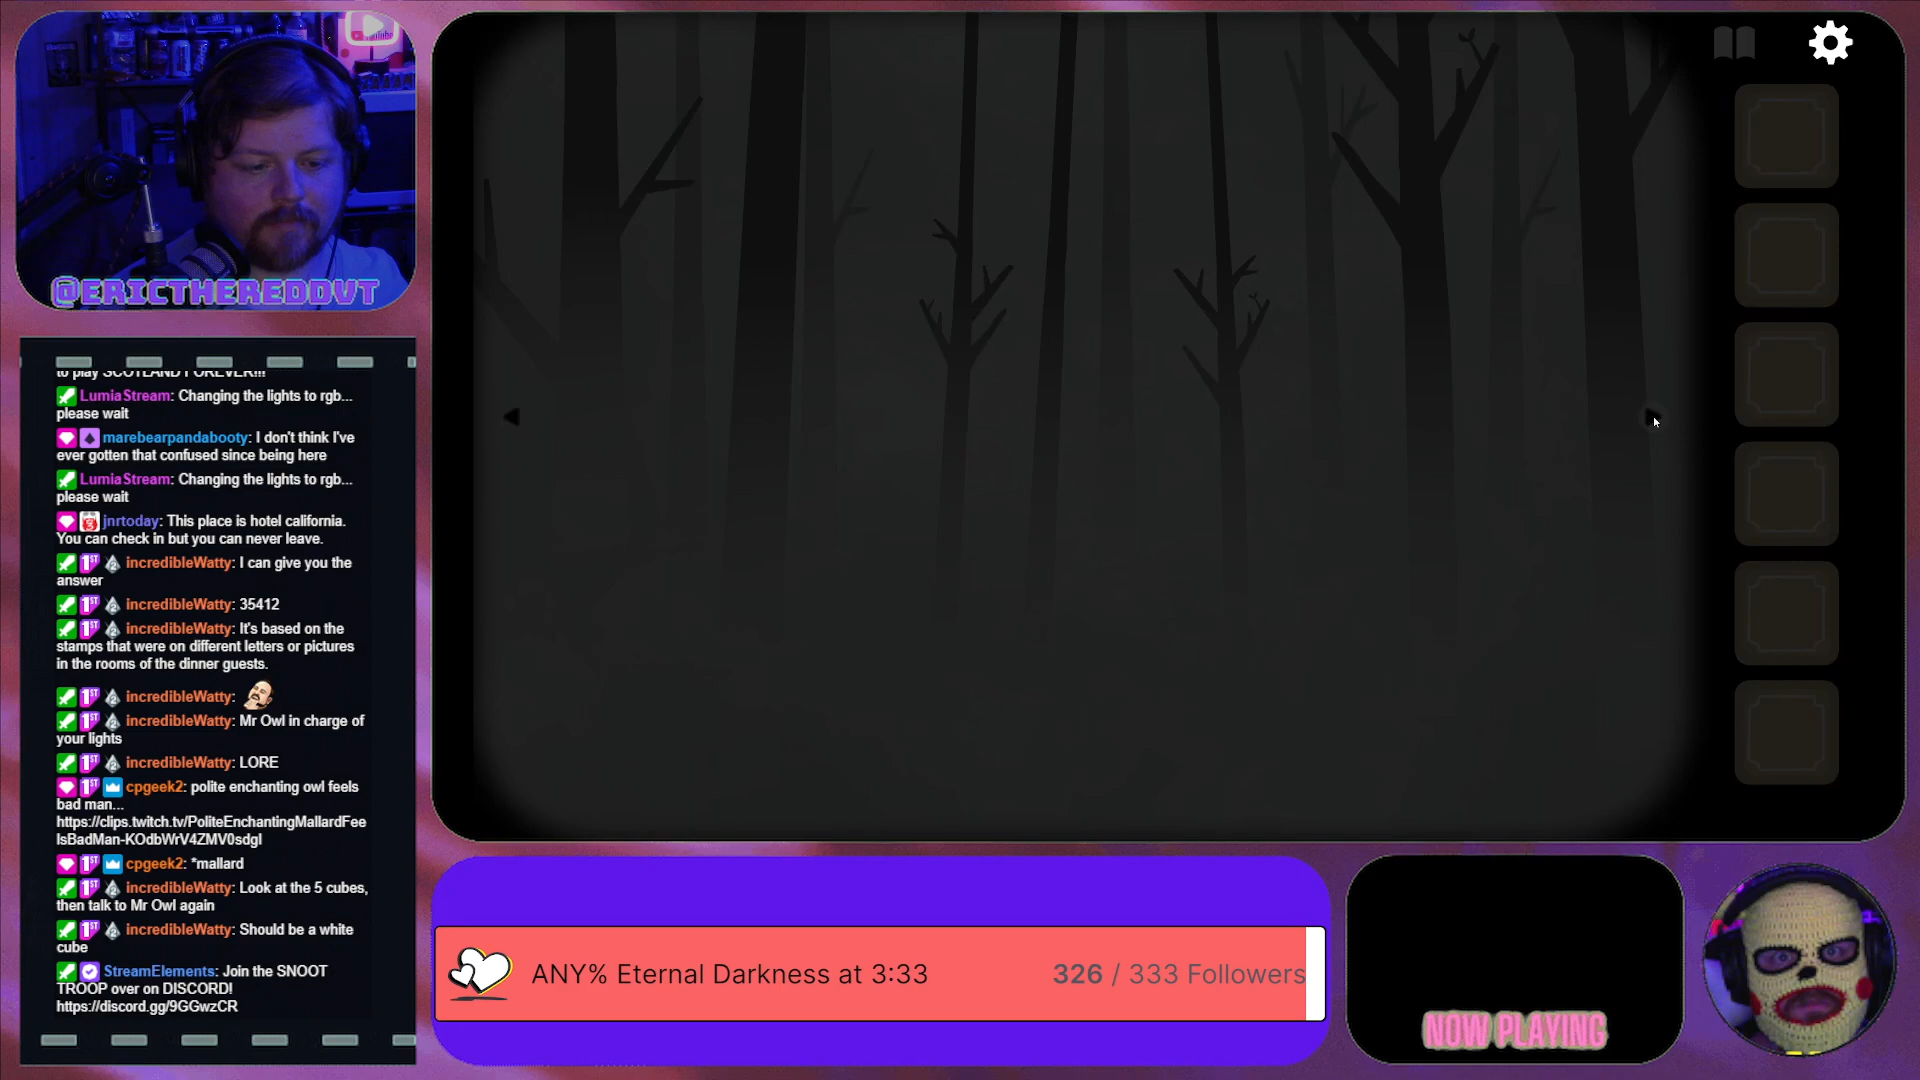 YouTube
@ERICTHEREDDVT
to play SCOTLAND FOREVER!!!
LumiaStream: Changing the lights to rgb...
please wait
marebearpandabooty: I don't think I've
ever gotten that confused since being here
LumiaStream: Changing the lights to rgb...
please wait
jnrtoday: This place is hotel california.
You can check in but you can never leave.
incredibleWatty: I can give you the
answer
incredibleWatty: 35412
incredibleWatty: It's based on the
stamps that were on different letters or pictures
in the rooms of the dinner guests.
incredibleWatty:
incredibleWatty: Mr Owl in charge of
your lights
incredibleWatty: LORE
cpgeek2: polite enchanting owl feels
bad man...
https://clips.twitch.tv/PoliteEnchantingMallardFee
lsBadMan-KOdbWrV4ZMV0sdgI
cpgeek2: *mallard
incredibleWatty: Look at the 5 cubes,
then talk to Mr Owl again
incredibleWatty: Should be a white
cube
StreamElements: Join the SNOOT
TROOP over on DISCORD!
https://discord.gg/9GGwzCR
ANY% Eternal Darkness at 3:33
326 / 333 Followers
NOW PLAYING